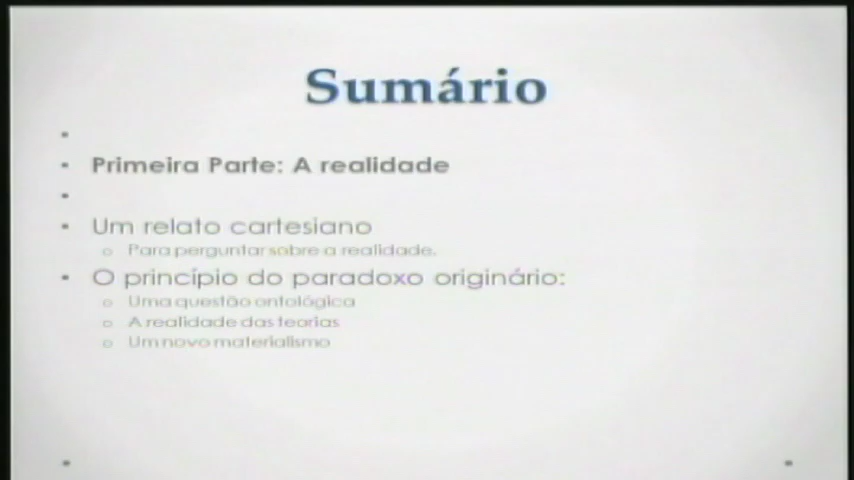 Sumário
Primeira Parte: A realidade
Um relato cartesiano
Para perguntar sobre a realidade.
O princípio do paradoxo originário:
Uma questão ontológica
A realidade das teorias
Um novo materialismo